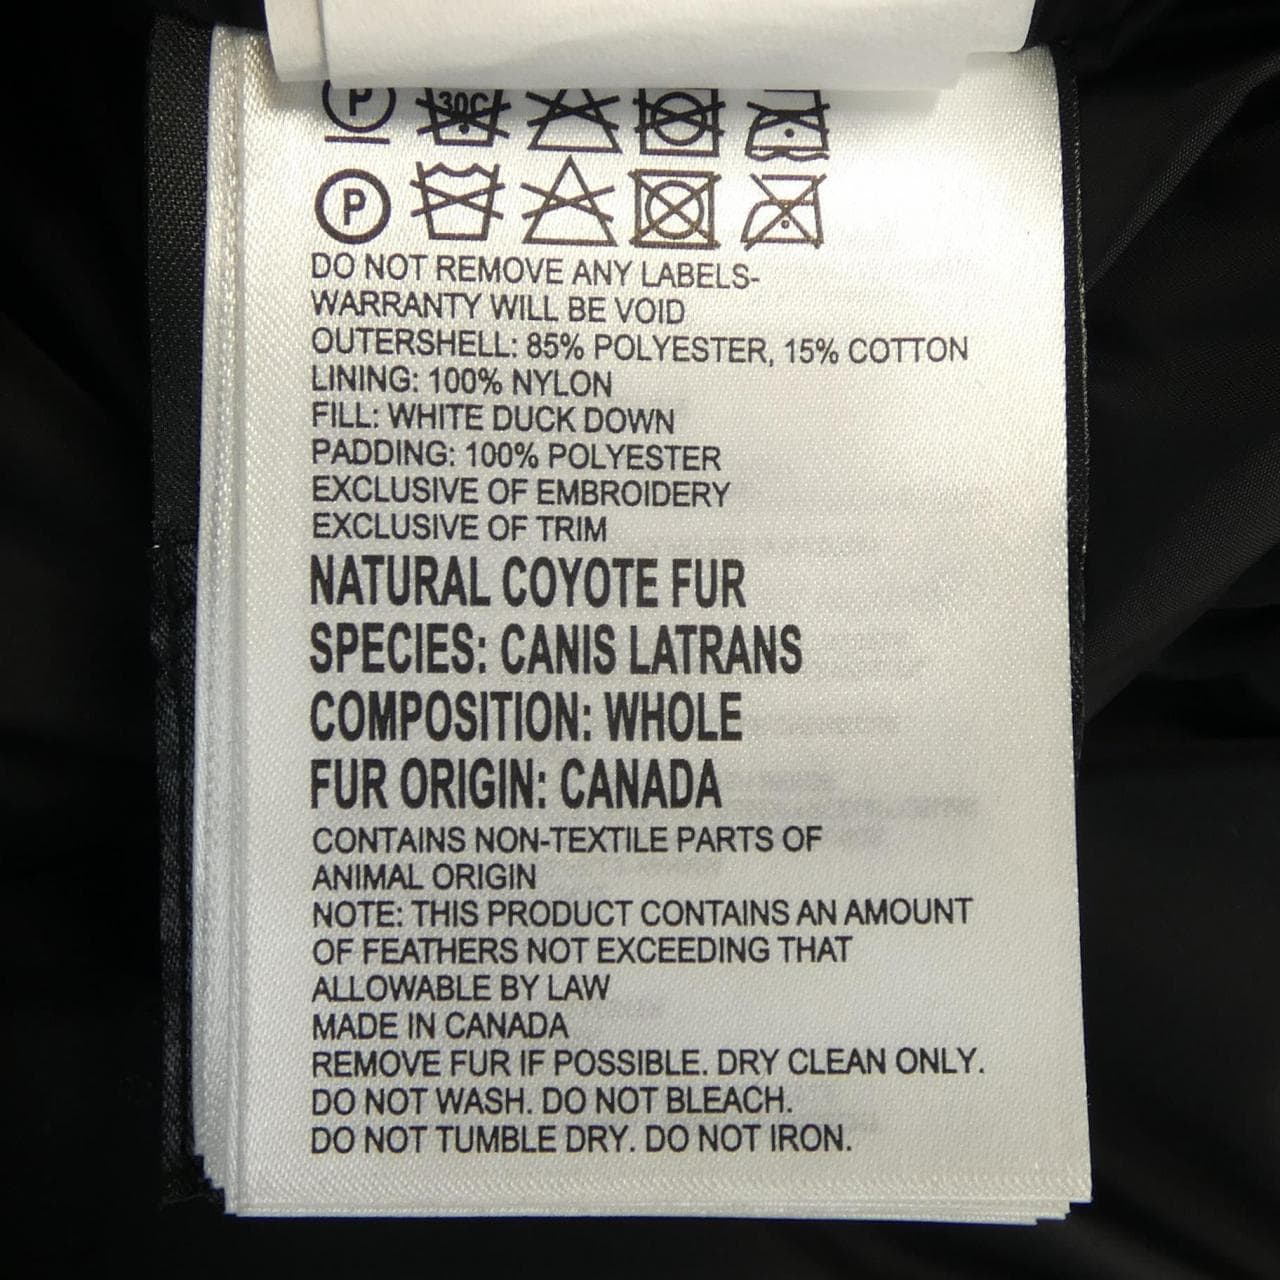 P 30C
P
DO NOT REMOVE ANY LABELS-
WARRANTY WILL BE VOID
OUTERSHELL: 85% POLYESTER, 15% COTTON
LINING: 100% NYLON
FILL: WHITE DUCK DOWN
PADDING: 100% POLYESTER
EXCLUSIVE OF EMBROIDERY
EXCLUSIVE OF TRIM
NATURAL COYOTE FUR
SPECIES: CANIS LATRANS
COMPOSITION: WHOLE
FUR ORIGIN: CANADA
CONTAINS NON-TEXTILE PARTS OF
ANIMAL ORIGIN
NOTE: THIS PRODUCT CONTAINS AN AMOUNT
OF FEATHERS NOT EXCEEDING THAT
ALLOWABLE BY LAW
MADE IN CANADA
REMOVE FUR IF POSSIBLE. DRY CLEAN ONLY.
DO NOT WASH. DO NOT BLEACH.
DO NOT TUMBLE DRY. DO NOT IRON.